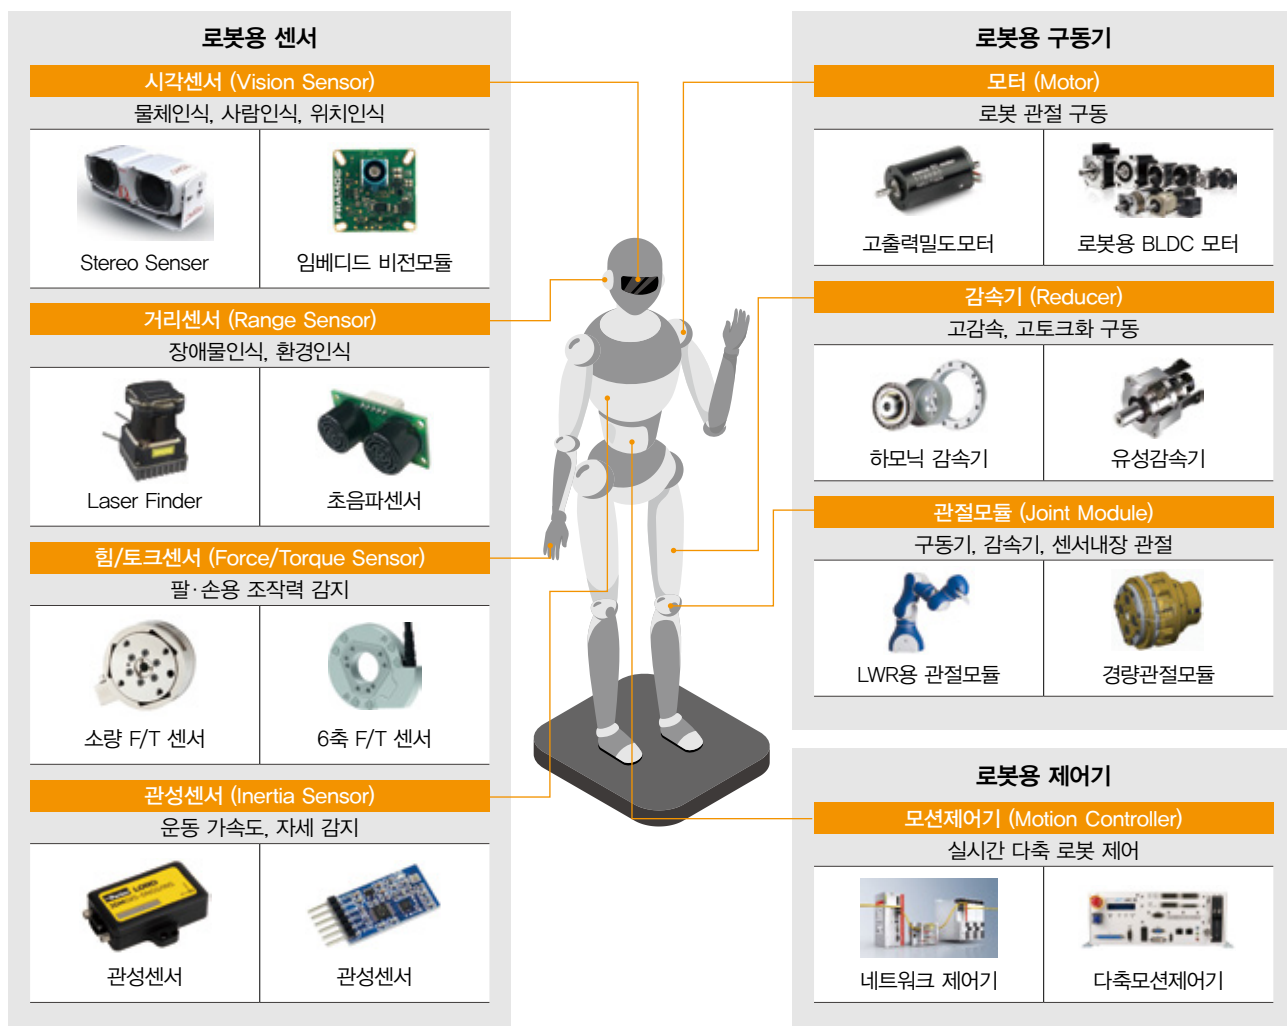 로봇용 센서
시각센서 (Vision Sensor)
물체인식, 사람인식, 위치인식
Stereo Senser
FRAMOS
임베디드 비전모듈
거리센서 (Range Sensor)
장애물인식, 환경인식
Laser Finder
초음파센서
힘/토크센서 (Force/Torque Sensor)
팔·손용 조작력 감지
소량 F/T 센서
6축 F/T 센서
관성센서 (Inertia Sensor)
운동 가속도, 자세 감지
LORD
관성센서
관성센서
로봇용 구동기
모터 (Motor)
로봇 관절 구동
고출력밀도모터
로봇용 BLDC 모터
감속기 (Reducer)
고감속, 고토크화 구동
하모닉 감속기
유성감속기
관절모듈 (Joint Module)
구동기, 감속기, 센서내장 관절
LWR용 관절모듈
경량관절모듈
로봇용 제어기
모션제어기 (Motion Controller)
실시간 다축 로봇 제어
네트워크 제어기
다축모션제어기